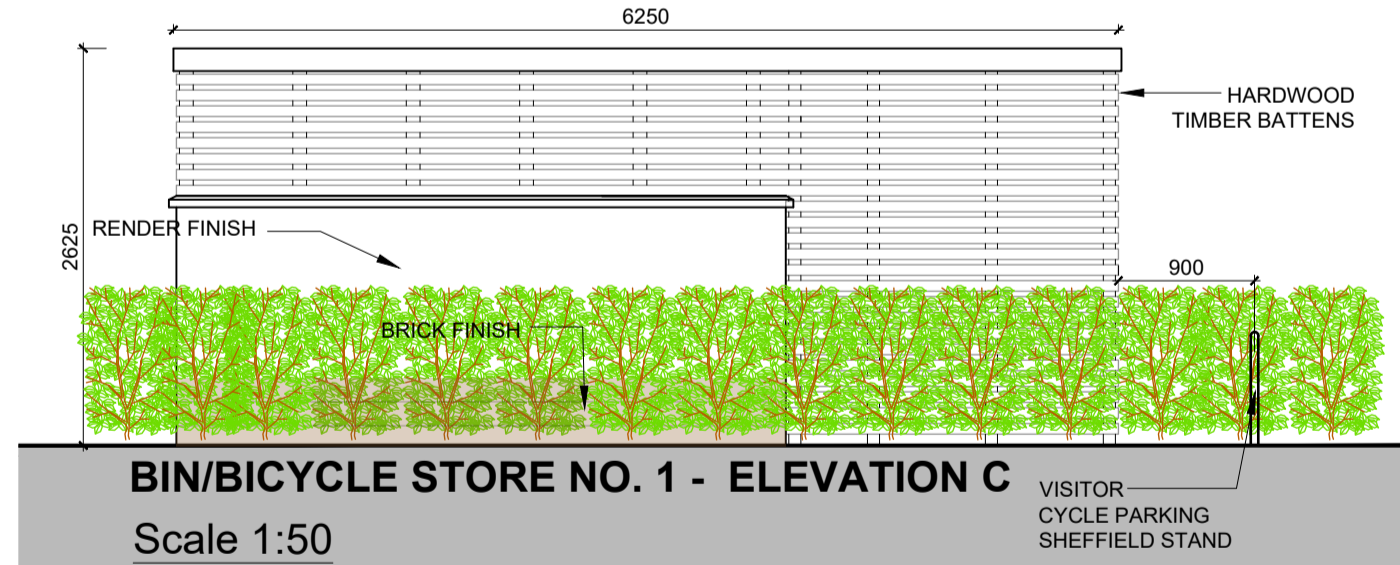 6250
HARDWOOD
TIMBER BATTENS
2625
RENDER FINISH
900
BRICK FINISH
BIN/BICYCLE STORE NO. 1 - ELEVATION C
Scale 1:50
VISITOR
CYCLE PARKING
SHEFFIELD STAND